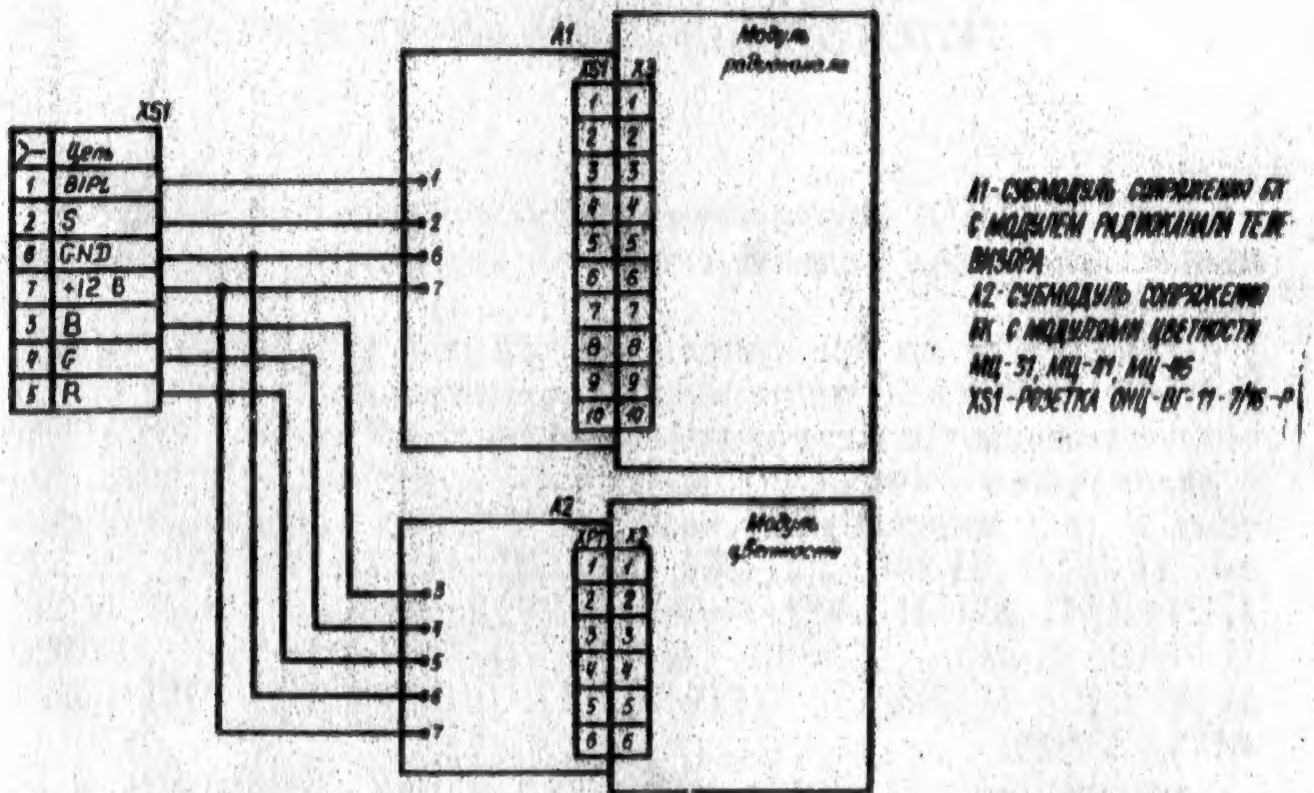 XS1
Цепь
1 BIPL
2 S
6 GND
7 +12 В
3 B
4 G
5 R
A1
1
2
6
7
XS1 X3
1 1
2 2
3 3
4 4
5 5
6 6
7 7
8 8
9 9
10 10
Модуль
радиоканала
A2
3
4
5
6
7
XP1 X2
1 1
2 2
3 3
4 4
5 5
6 6
Модуль
цветности
A1-СУБМОДУЛЬ СОПРЯЖЕНИЯ БК
С МОДУЛЕМ РАДИОКАНАЛА ТЕЛЕ-
ВИЗОРА
A2-СУБМОДУЛЬ СОПРЯЖЕНИЯ
БК С МОДУЛЯМИ ЦВЕТНОСТИ
МЦ-31, МЦ-41, МЦ-46
XS1-РОЗЕТКА ОНЦ-ВГ-11-7/16-Р